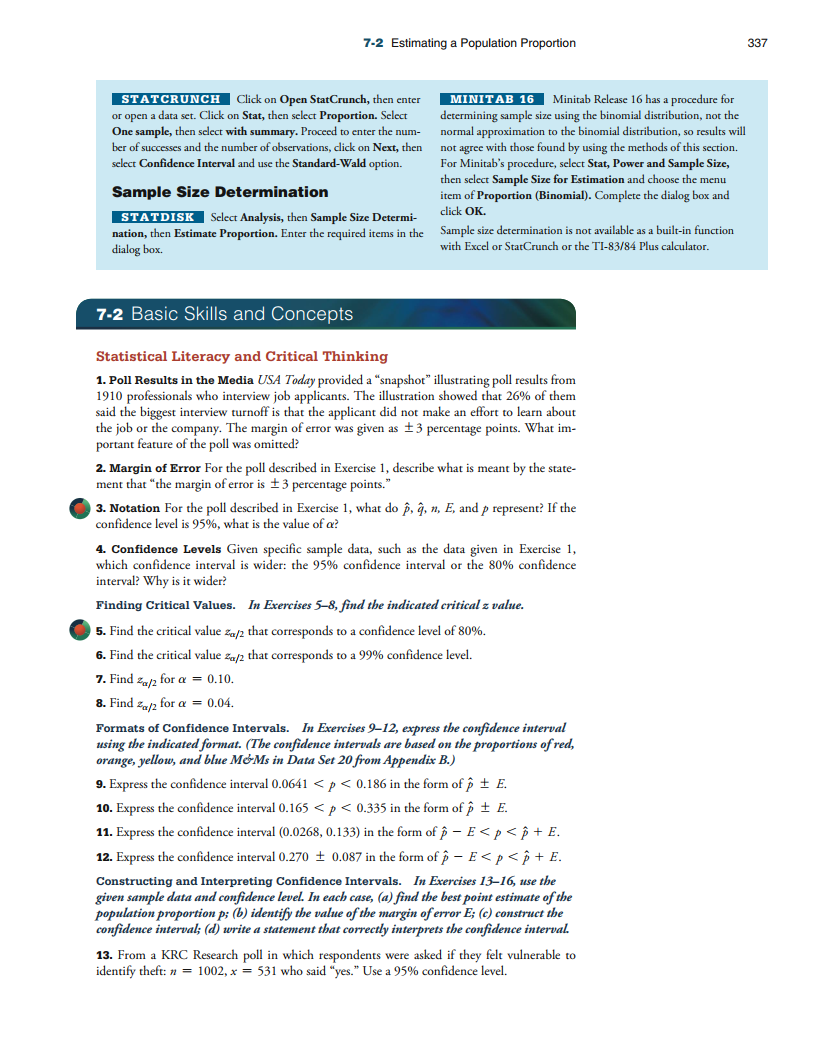 7-2 Estimating a Population Proportion 337
STATCRUNCH Click on Open StatCrunch, then enter
or open a data set. Click on Stat, then select Proportion. Select
One sample, then select with summary. Proceed to enter the num-
ber of successes and the number of observations, click on Next, then
select Confidence Interval and use the Standard-Wald option.
Sample Size Determination
STATDISK Select Analysis, then Sample Size Determi-
nation, then Estimate Proportion. Enter the required items in the
dialog box.
MINITAB 16 Minitab Release 16 has a procedure for
determining sample size using the binomial distribution, not the
normal approximation to the binomial distribution, so results will
not agree with those found by using the methods of this section.
For Minitab's procedure, select Stat, Power and Sample Size,
then select Sample Size for Estimation and choose the menu
item of Proportion (Binomial). Complete the dialog box and
click OK.
Sample size determination is not available as a built-in function
with Excel or StatCrunch or the TI-83/84 Plus calculator.
7-2 Basic Skills and Concepts
Statistical Literacy and Critical Thinking
1. Poll Results in the Media USA Today provided a “snapshot” illustrating poll results from
1910 professionals who interview job applicants. The illustration showed that 26% of them
said the biggest interview turnoff is that the applicant did not make an effort to learn about
the job or the company. The margin of error was given as ±3 percentage points. What im-
portant feature of the poll was omitted?
2. Margin of Error For the poll described in Exercise 1, describe what is meant by the state-
ment that “the margin of error is ±3 percentage points.”
3. Notation For the poll described in Exercise 1, what do p̂, q̂, n, E, and p represent? If the
confidence level is 95%, what is the value of α?
4. Confidence Levels Given specific sample data, such as the data given in Exercise 1,
which confidence interval is wider: the 95% confidence interval or the 80% confidence
interval? Why is it wider?
Finding Critical Values. In Exercises 5–8, find the indicated critical z value.
5. Find the critical value zα/2 that corresponds to a confidence level of 80%.
6. Find the critical value zα/2 that corresponds to a 99% confidence level.
7. Find zα/2 for α = 0.10.
8. Find zα/2 for α = 0.04.
Formats of Confidence Intervals. In Exercises 9–12, express the confidence interval
using the indicated format. (The confidence intervals are based on the proportions of red,
orange, yellow, and blue M&Ms in Data Set 20 from Appendix B.)
9. Express the confidence interval 0.0641 < p < 0.186 in the form of p̂ ± E.
10. Express the confidence interval 0.165 < p < 0.335 in the form of p̂ ± E.
11. Express the confidence interval (0.0268, 0.133) in the form of p̂ − E < p < p̂ + E.
12. Express the confidence interval 0.270 ± 0.087 in the form of p̂ − E < p < p̂ + E.
Constructing and Interpreting Confidence Intervals. In Exercises 13–16, use the
given sample data and confidence level. In each case, (a) find the best point estimate of the
population proportion p; (b) identify the value of the margin of error E; (c) construct the
confidence interval; (d) write a statement that correctly interprets the confidence interval.
13. From a KRC Research poll in which respondents were asked if they felt vulnerable to
identify theft: n = 1002, x = 531 who said “yes.” Use a 95% confidence level.